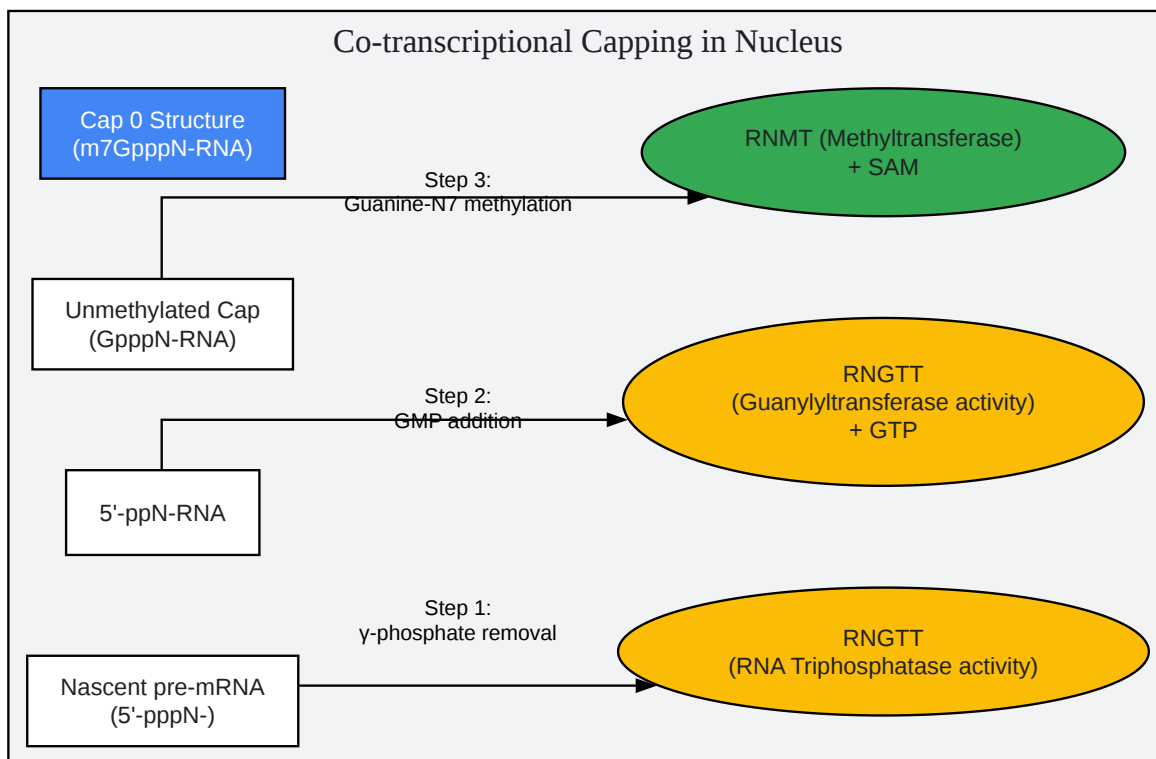 Co-transcriptional Capping in Nucleus
Cap 0 Structure
(m7GpppN-RNA)
RNMT (Methyltransferase)
+ SAM
Step 3:
Guanine-N7 methylation
Unmethylated Cap
(GpppN-RNA)
RNGTT
(Guanylyltransferase activity)
+ GTP
Step 2:
GMP addition
5'-ppN-RNA
Step 1:
γ-phosphate removal
RNGTT
(RNA Triphosphatase activity)
Nascent pre-mRNA
(5'-pppN-)